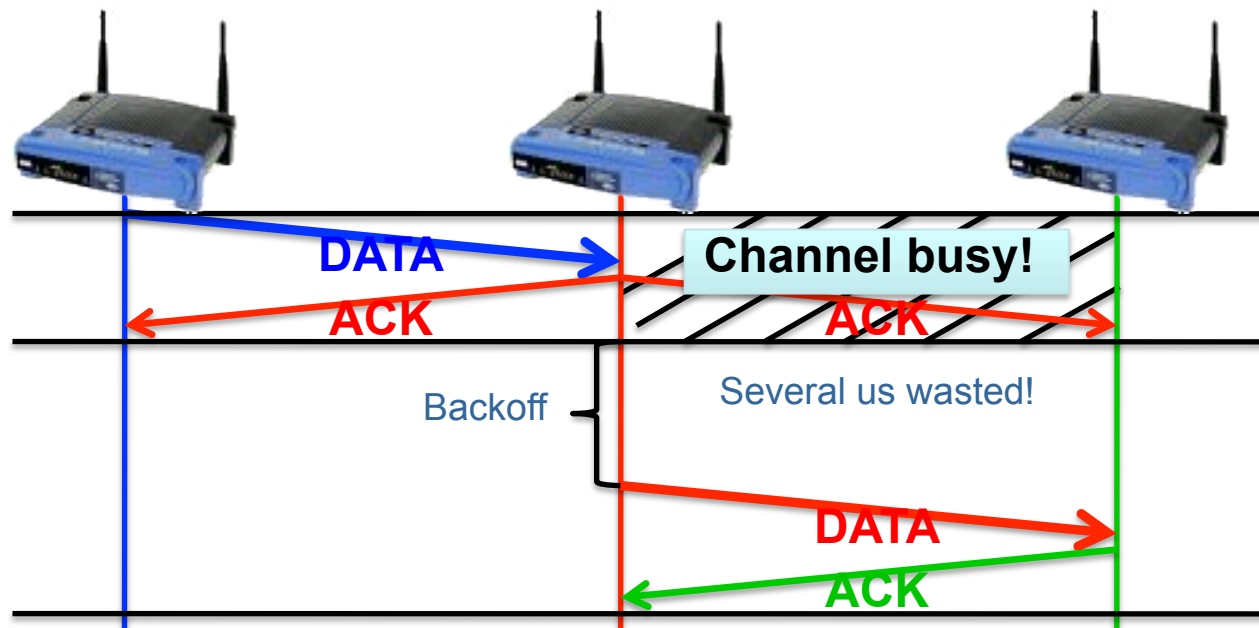 DATA
Channel busy!
ACK
ACK
Backoff
Several us wasted!
DATA
ACK